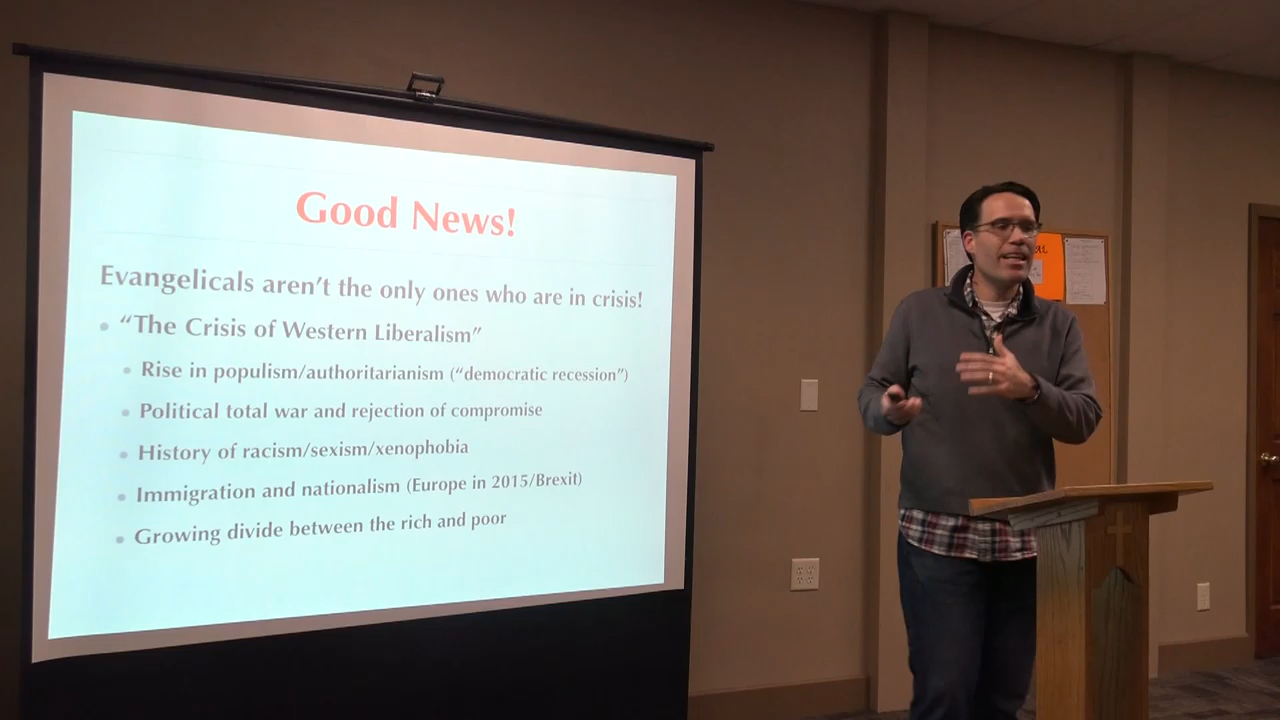 Good News!
Evangelicals aren't the only ones who are in crisis!
• "The Crisis of Western Liberalism"
• Rise in populism/authoritarianism ("democratic recession")
• Political total war and rejection of compromise
• History of racism/sexism/xenophobia
• Immigration and nationalism (Europe in 2015/Brexit)
• Growing divide between the rich and poor